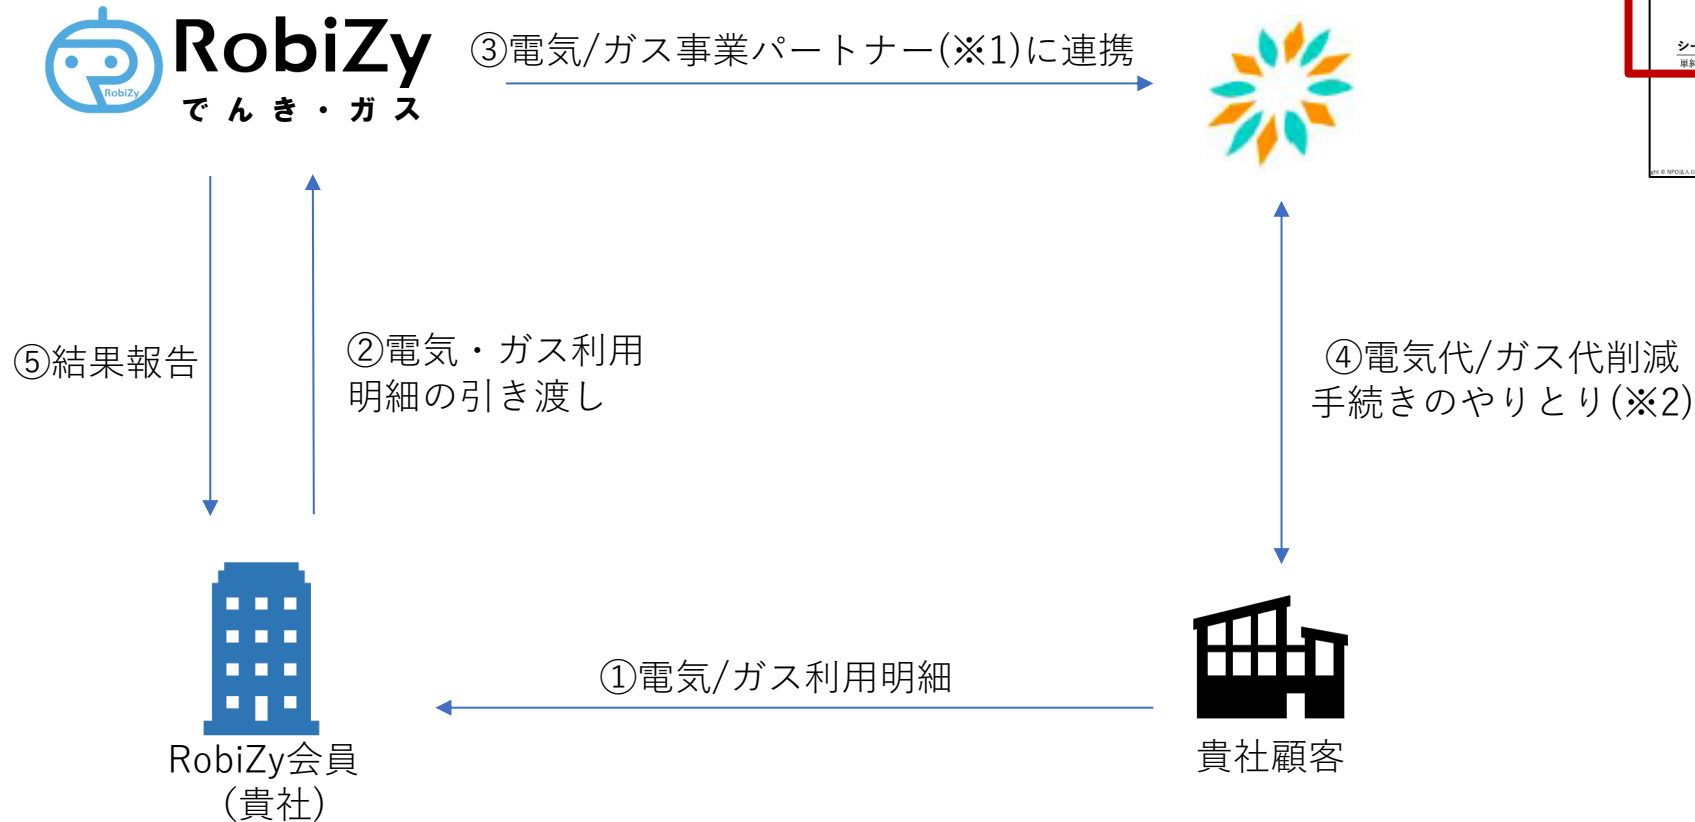 RobiZy
RobiZy
でんき・ガス
③電気/ガス事業パートナー(※1)に連携
⑤結果報告
②電気・ガス利用
明細の引き渡し
④電気代/ガス代削減
手続きのやりとり(※2)
①電気/ガス利用明細
RobiZy会員
(貴社)
貴社顧客